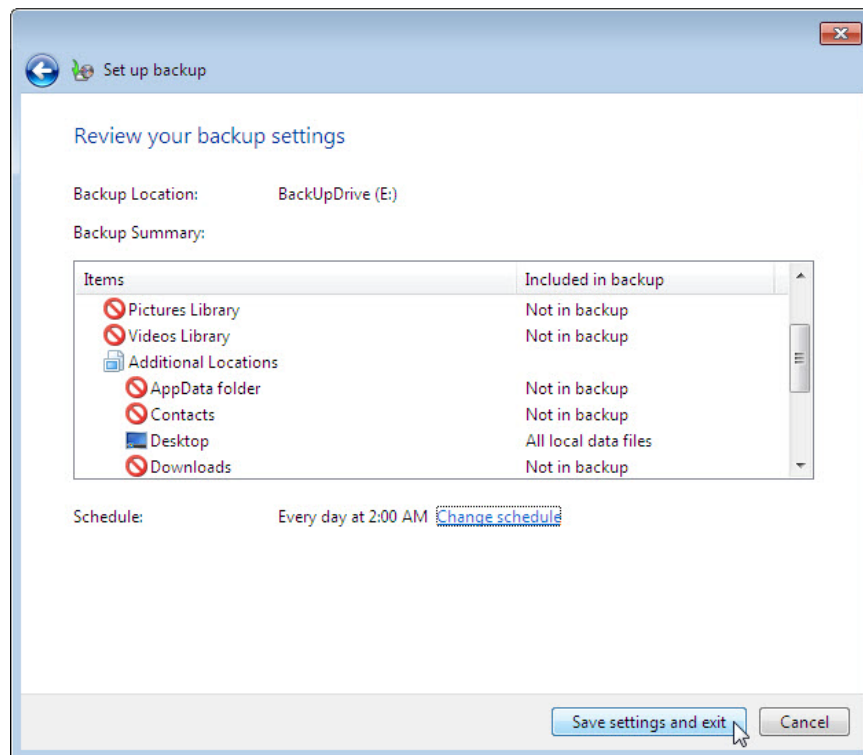 Set up backup
Review your backup settings
Backup Location: BackUpDrive (E:)
Backup Summary:
Items Included in backup
Pictures Library Not in backup
Videos Library Not in backup
Additional Locations
AppData folder Not in backup
Contacts Not in backup
Desktop All local data files
Downloads Not in backup
Schedule: Every day at 2:00 AM Change schedule
Save settings and exit Cancel